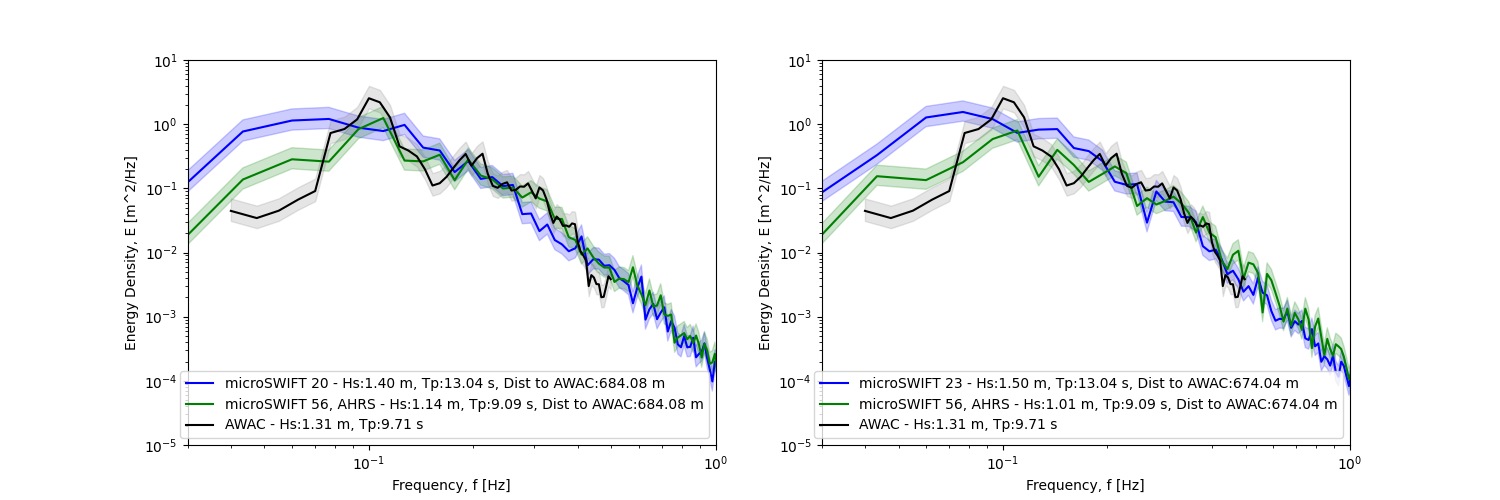 10^1
10^0
10^-1
10^-2
10^-3
10^-4
10^-5
Energy Density, E [m^2/Hz]
microSWIFT 20 - Hs:1.40 m, Tp:13.04 s, Dist to AWAC:684.08 m
microSWIFT 56, AHRS - Hs:1.14 m, Tp:9.09 s, Dist to AWAC:684.08 m
AWAC - Hs:1.31 m, Tp:9.71 s
10^-1
10^0
Frequency, f [Hz]
10^1
10^0
10^-1
10^-2
10^-3
10^-4
10^-5
Energy Density, E [m^2/Hz]
microSWIFT 23 - Hs:1.50 m, Tp:13.04 s, Dist to AWAC:674.04 m
microSWIFT 56, AHRS - Hs:1.01 m, Tp:9.09 s, Dist to AWAC:674.04 m
AWAC - Hs:1.31 m, Tp:9.71 s
10^-1
10^0
Frequency, f [Hz]